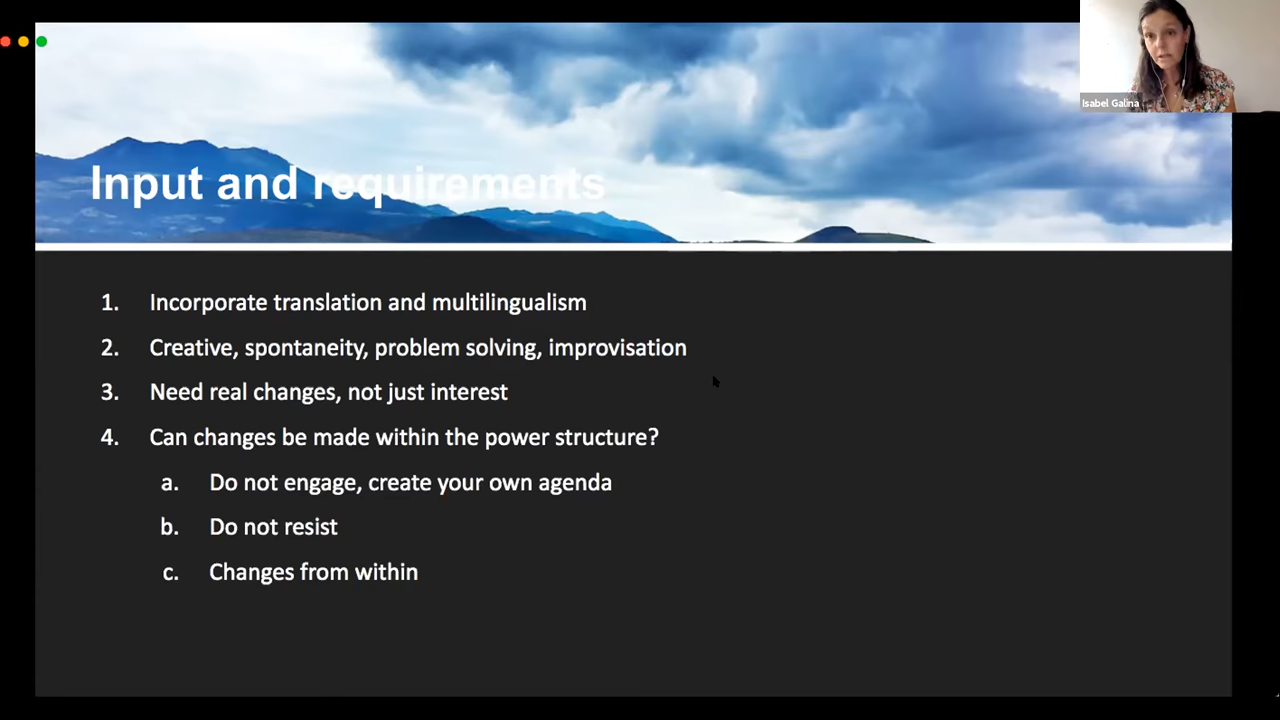 Isabel Galina
Input and requirements
1. Incorporate translation and multilingualism
2. Creative, spontaneity, problem solving, improvisation
3. Need real changes, not just interest
4. Can changes be made within the power structure?
a. Do not engage, create your own agenda
b. Do not resist
c. Changes from within